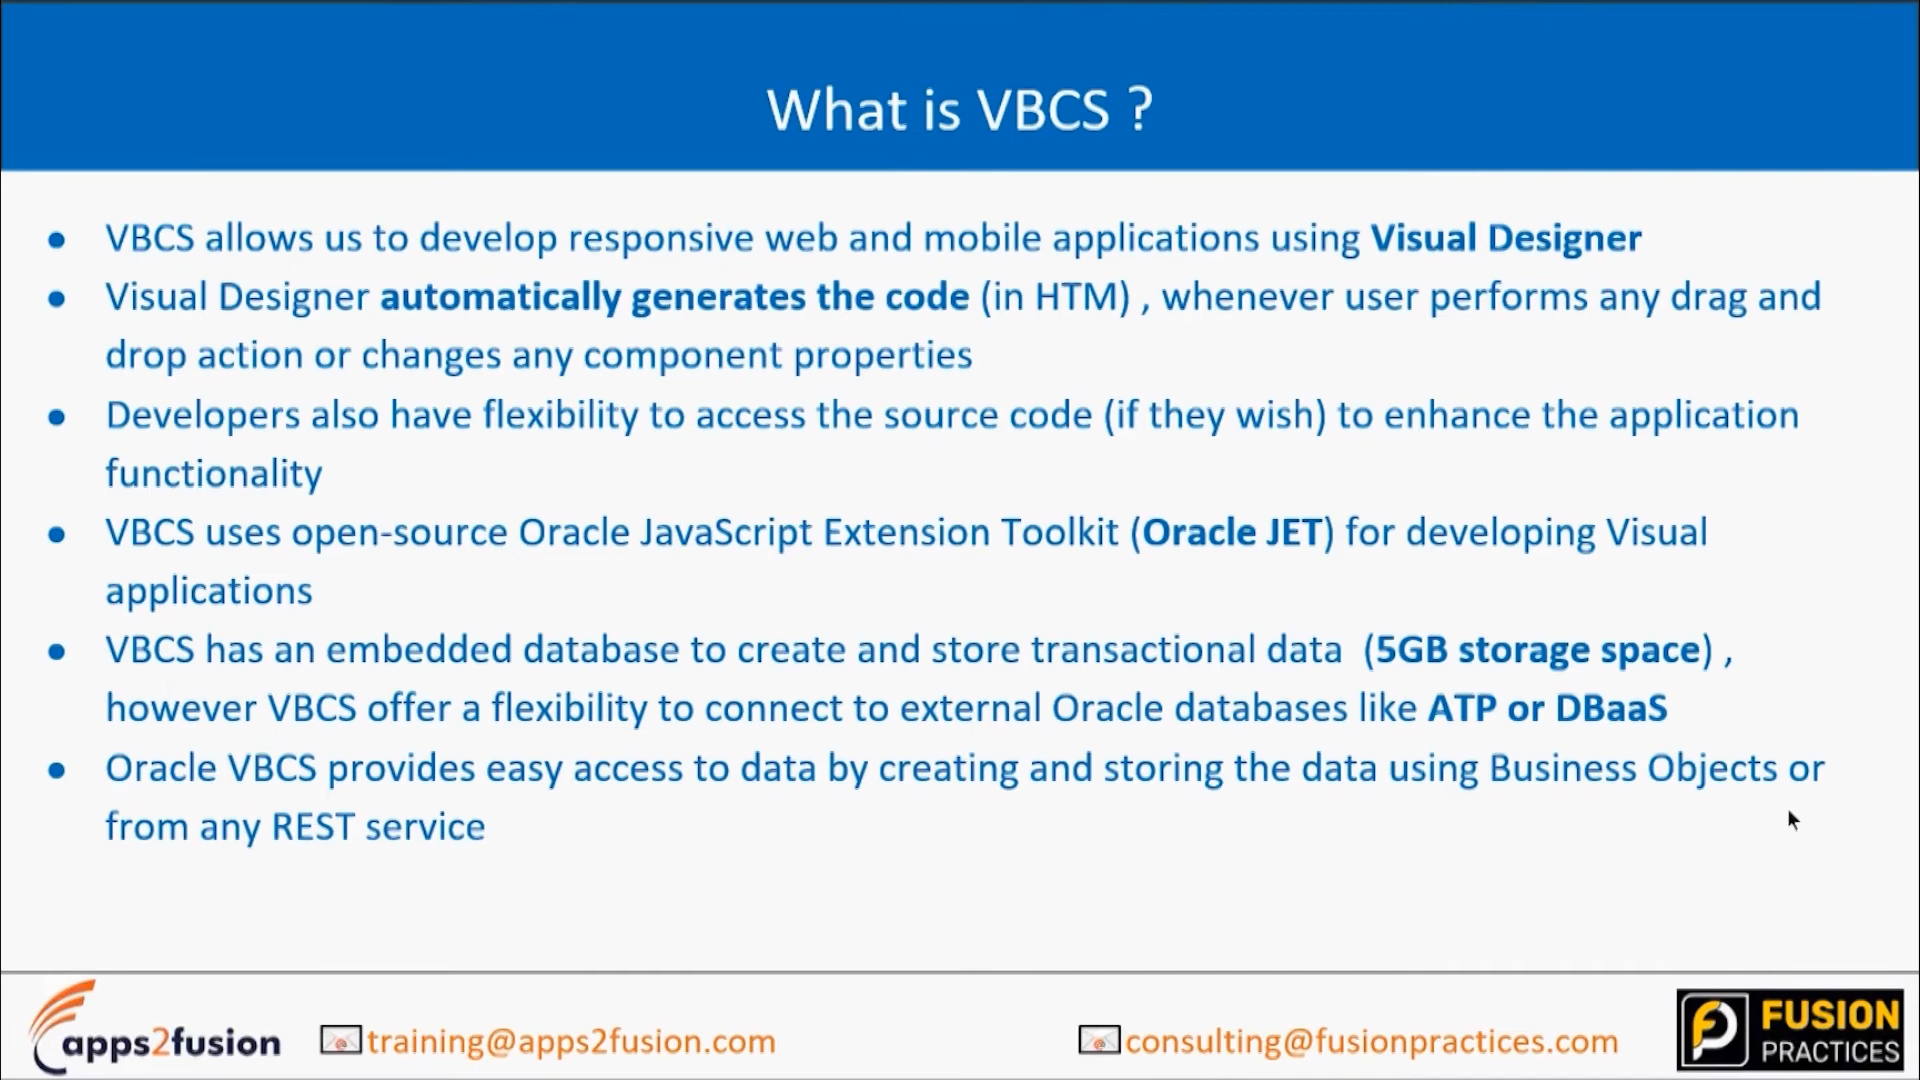 What is VBCS ?
• VBCS allows us to develop responsive web and mobile applications using Visual Designer
• Visual Designer automatically generates the code (in HTM) , whenever user performs any drag and
drop action or changes any component properties
• Developers also have flexibility to access the source code (if they wish) to enhance the application
functionality
• VBCS uses open-source Oracle JavaScript Extension Toolkit (Oracle JET) for developing Visual
applications
• VBCS has an embedded database to create and store transactional data (5GB storage space) ,
however VBCS offer a flexibility to connect to external Oracle databases like ATP or DBaaS
• Oracle VBCS provides easy access to data by creating and storing the data using Business Objects or
from any REST service
apps2fusion
training@apps2fusion.com
consulting@fusionpractices.com
FUSION
PRACTICES